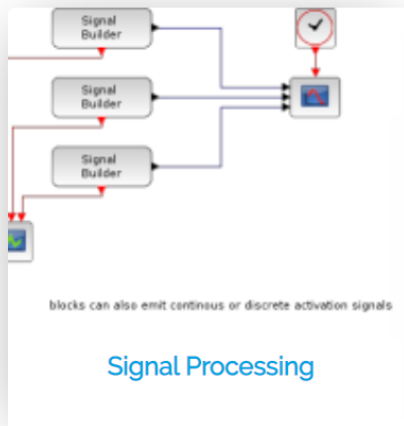 Signal
Builder
Signal
Builder
Signal
Builder
blocks can also emit continous or discrete activation signals
Signal Processing